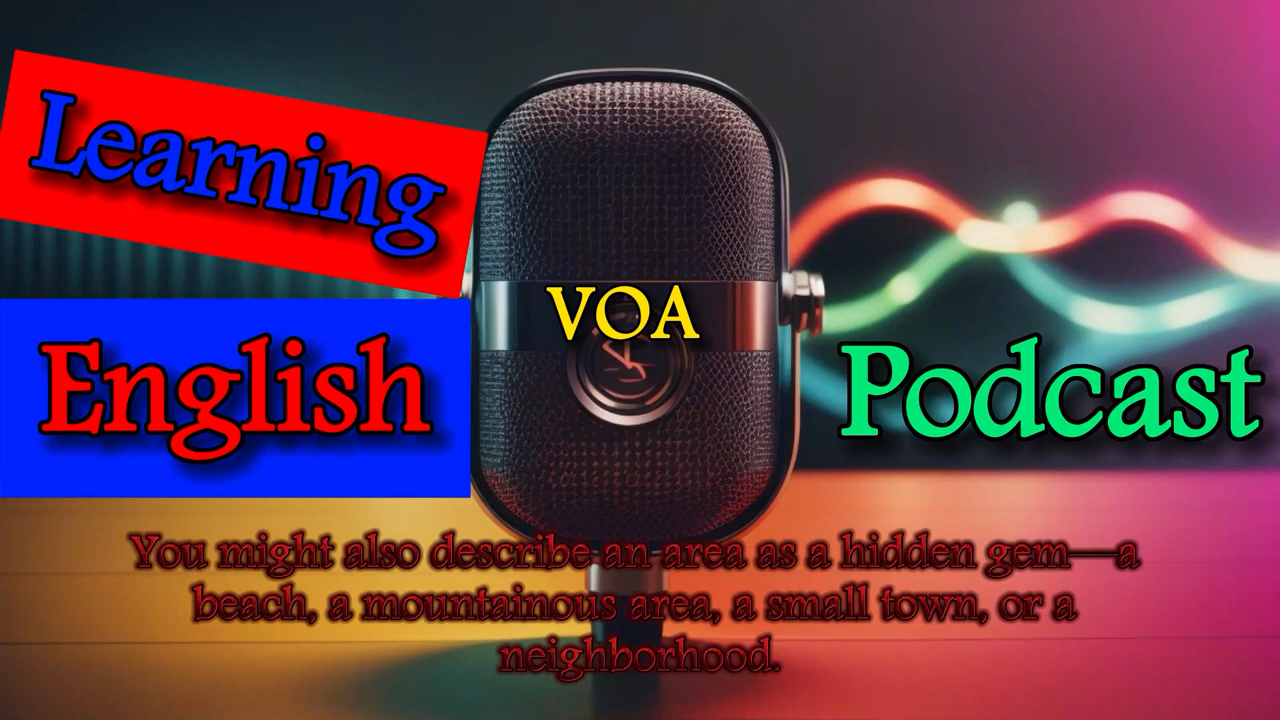 Learning
English
VOA
Podcast
You might also describe an area as a hidden gem—a
beach, a mountainous area, a small town, or a
neighborhood.